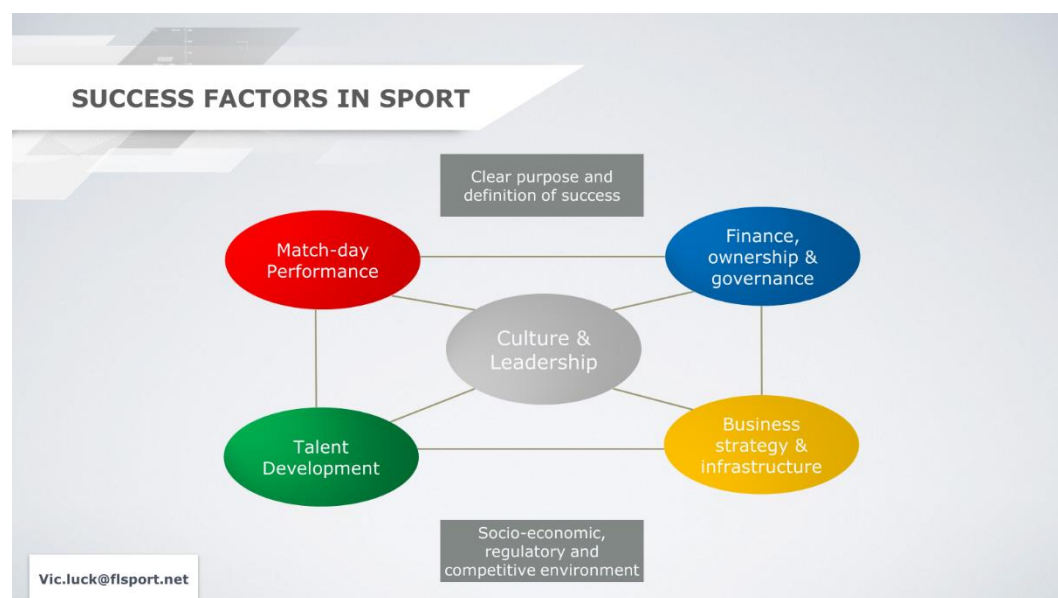 SUCCESS FACTORS IN SPORT
Clear purpose and
definition of success
Match-day
Performance
Finance,
ownership &
governance
Culture &
Leadership
Talent
Development
Business
strategy &
infrastructure
Socio-economic,
regulatory and
competitive environment
Vic.luck@flsport.net